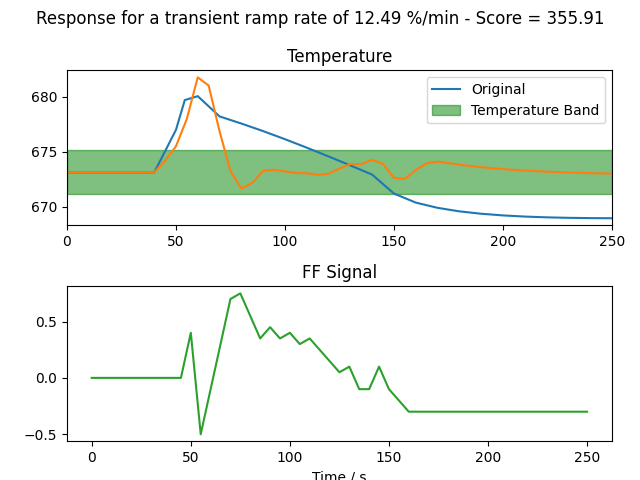 Response for a transient ramp rate of 12.49 %/min - Score = 355.91
Temperature
Original
Temperature Band
680
675
670
0 50 100 150 200 250
FF Signal
0.5
0.0
−0.5
0 50 100 150 200 250
Time / s